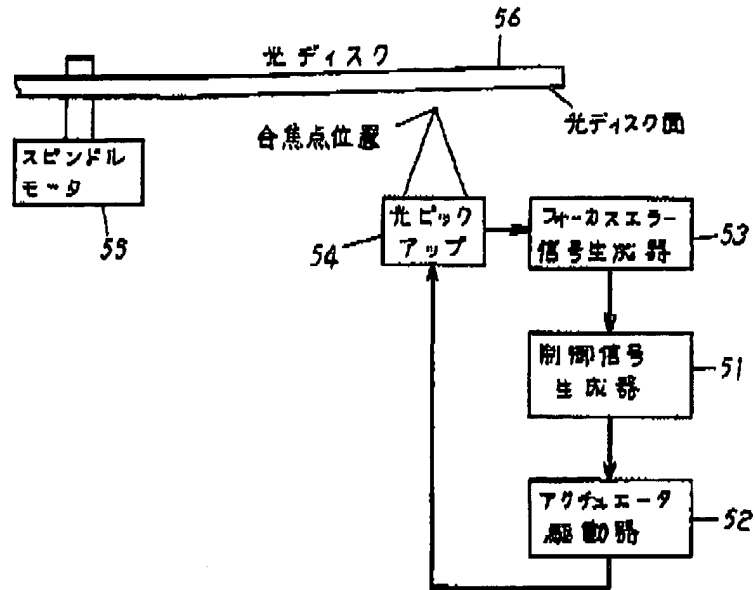 56
光ディスク
光ディスク面
合焦点位置
スピンドル
モータ
55
光ピック
アップ
54
フォーカスエラー
信号生成器
53
制御信号
生成器
51
アクチュエータ
駆動器
52